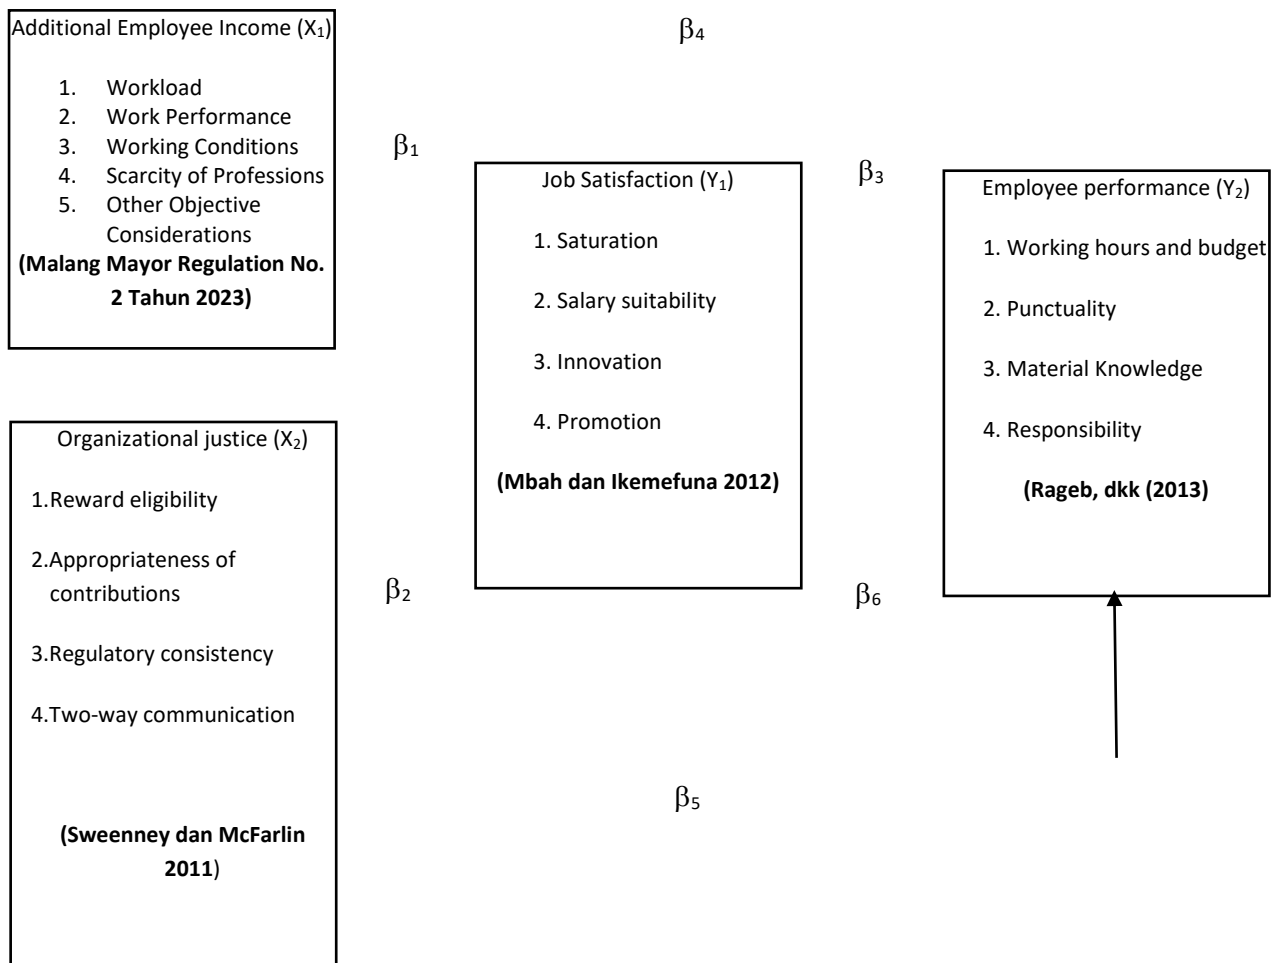 Additional Employee Income (X₁)
1. Workload
2. Work Performance
3. Working Conditions
4. Scarcity of Professions
5. Other Objective
Considerations
(Malang Mayor Regulation No.
2 Tahun 2023)
β₄
β₁
Job Satisfaction (Y₁)
1. Saturation
2. Salary suitability
3. Innovation
4. Promotion
(Mbah dan Ikemefuna 2012)
β₃
Employee performance (Y₂)
1. Working hours and budget
2. Punctuality
3. Material Knowledge
4. Responsibility
(Rageb, dkk (2013)
Organizational justice (X₂)
1.Reward eligibility
2.Appropriateness of
contributions
3.Regulatory consistency
4.Two-way communication
(Sweenney dan McFarlin
2011)
β₂
β₆
β₅